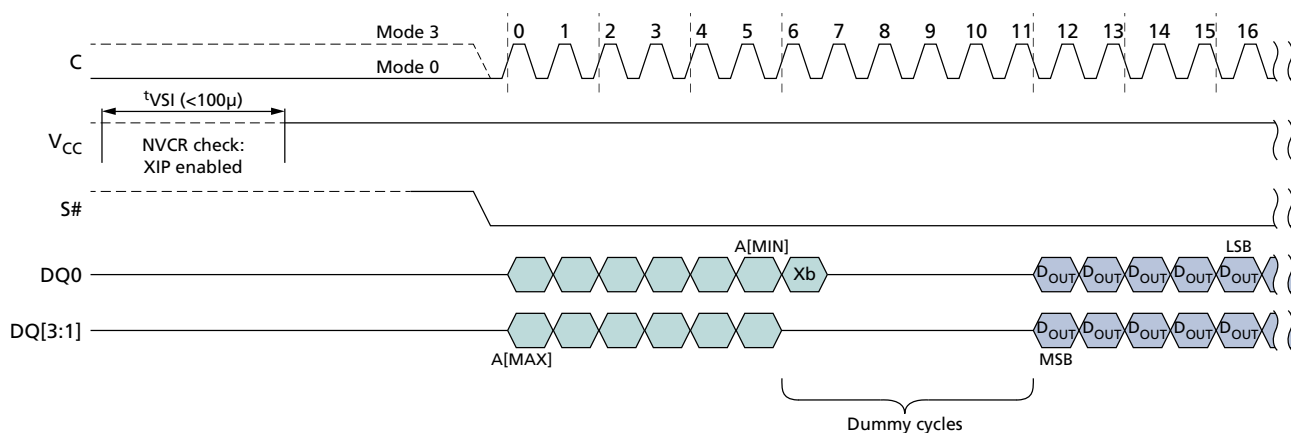 Mode 3
0 1 2 3 4 5 6 7 8 9 10 11 12 13 14 15 16
C
Mode 0
tVSI (<100µ)
VCC
NVCR check:
XIP enabled
S#
A[MIN]
LSB
DQ0
Xb
DOUT DOUT DOUT DOUT DOUT
DQ[3:1]
DOUT DOUT DOUT DOUT DOUT
A[MAX]
MSB
Dummy cycles